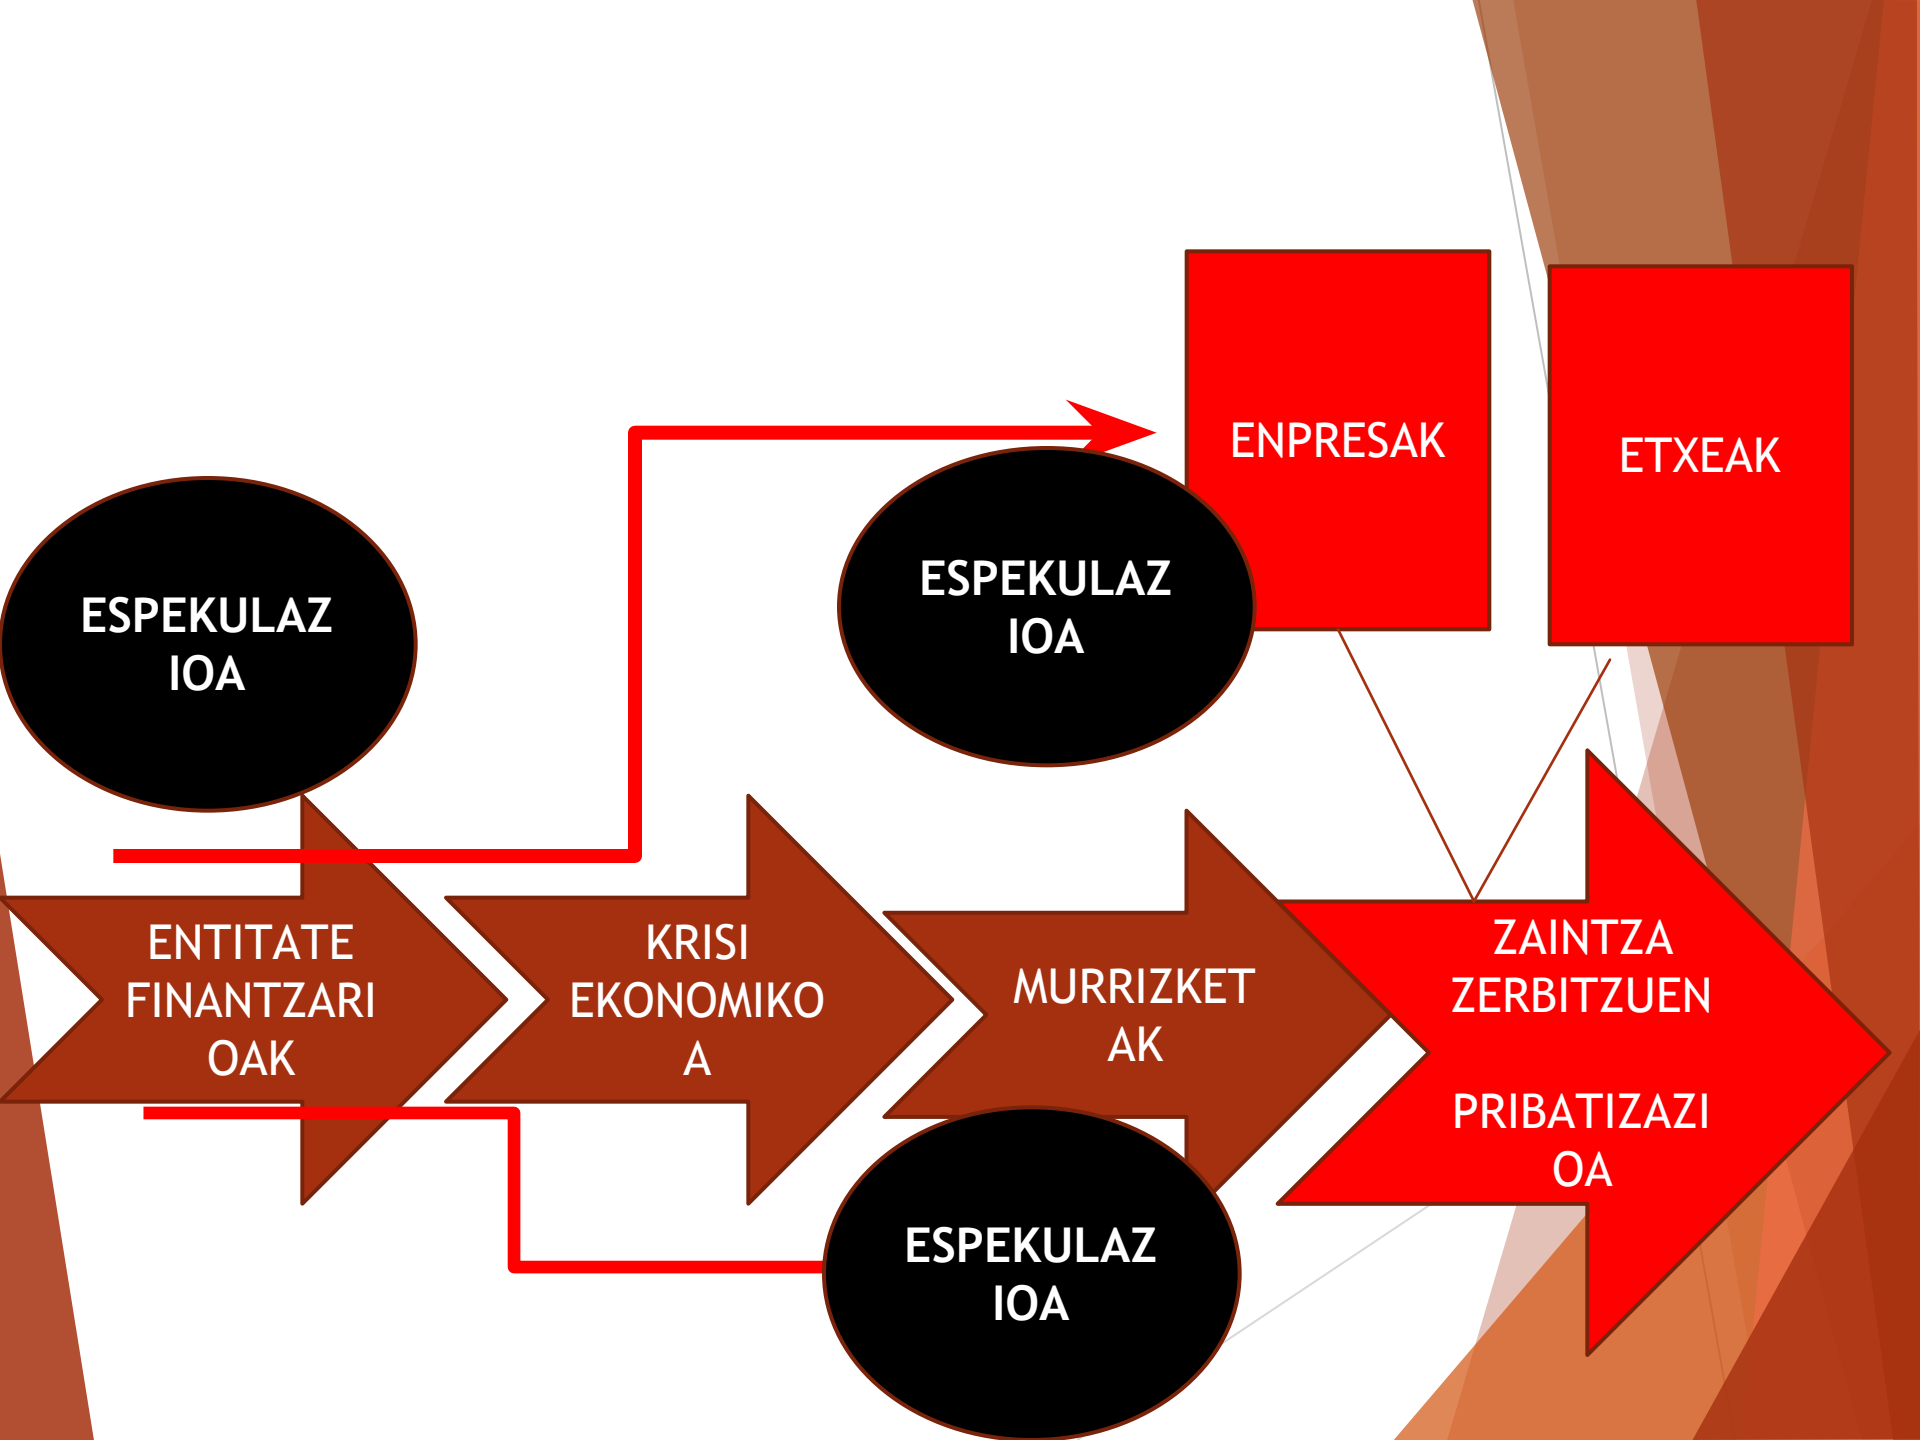 ENPRESAK
ETXEAK
ESPEKULAZ
IOA
ESPEKULAZ
IOA
ENTITATE
FINANTZARI
OAK
KRISI
EKONOMIKO
A
MURRIZKET
AK
ZAINTZA
ZERBITZUEN
PRIBATIZAZI
OA
ESPEKULAZ
IOA